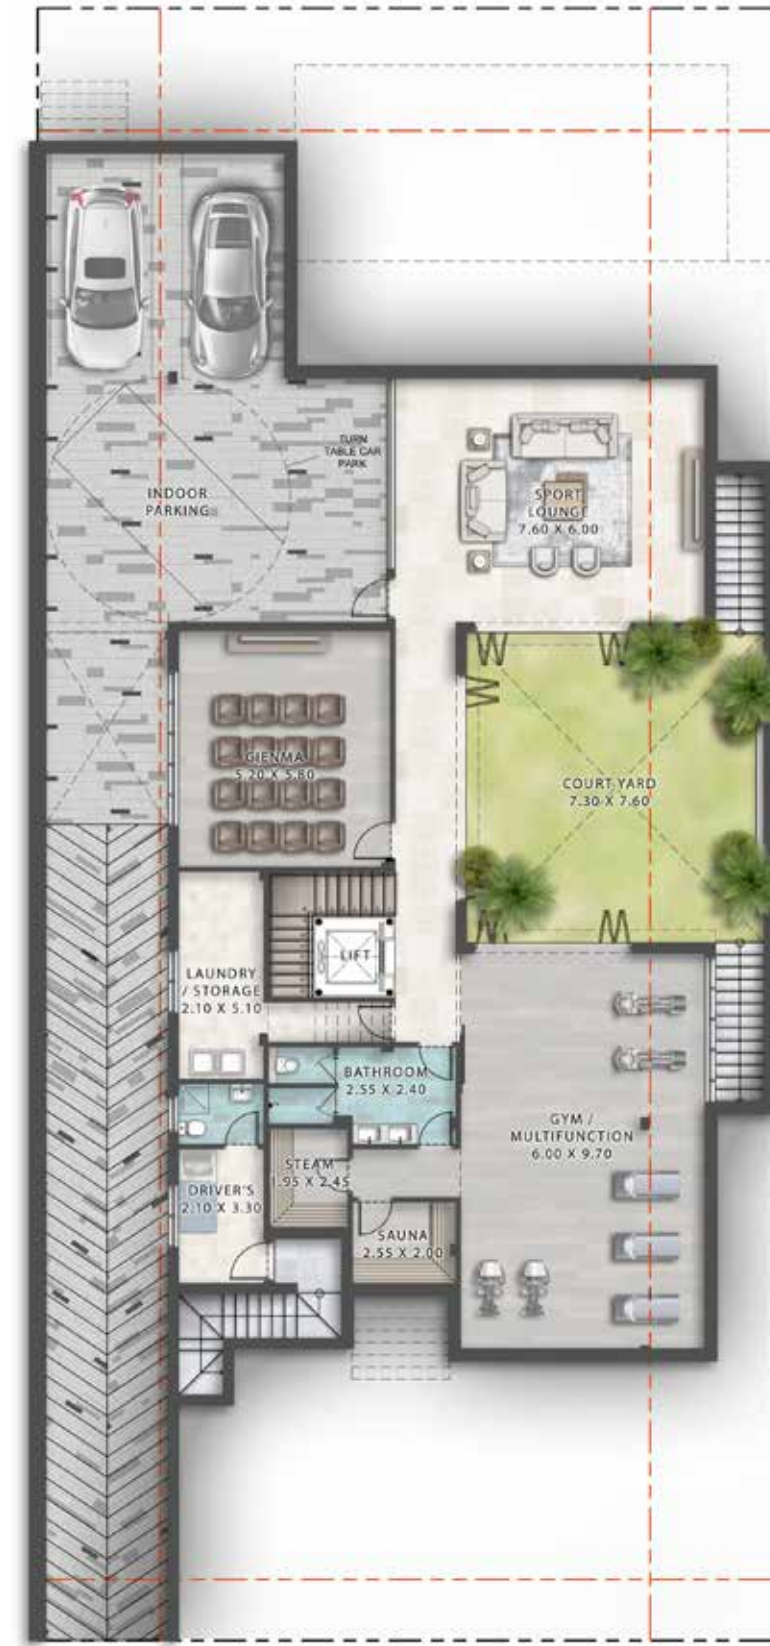 TURN
TABLE CAR
PARK
INDOOR
PARKING
SPORT
LOUNGE
7.60 X 6.00
GIENMA
5.20 X 5.80
COURT YARD
7.30 X 7.60
LIFT
LAUNDRY
/ STORAGE
2.10 X 5.10
BATHROOM
2.55 X 2.40
GYM /
MULTIFUNCTION
6.00 X 9.70
STEAM
1.95 X 2.45
DRIVER'S
2.10 X 3.30
SAUNA
2.55 X 2.00